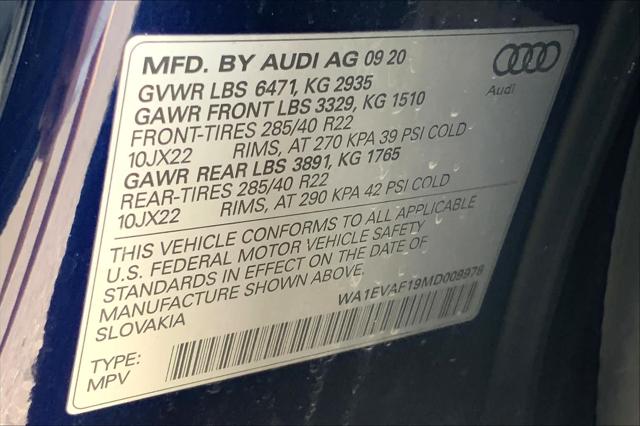 MFD. BY AUDI AG 09 20
GVWR LBS 6471, KG 2935
GAWR FRONT LBS 3329, KG 1510
FRONT-TIRES 285/40 R22
10JX22 RIMS, AT 270 KPA 39 PSI COLD
GAWR REAR LBS 3891, KG 1765
REAR-TIRES 285/40 R22
10JX22 RIMS, AT 290 KPA 42 PSI COLD
Audi
THIS VEHICLE CONFORMS TO ALL APPLICABLE
U.S. FEDERAL MOTOR VEHICLE SAFETY
STANDARDS IN EFFECT ON THE DATE OF
MANUFACTURE SHOWN ABOVE.
SLOVAKIA
WA1EVAF19MD009978
TYPE:
MPV